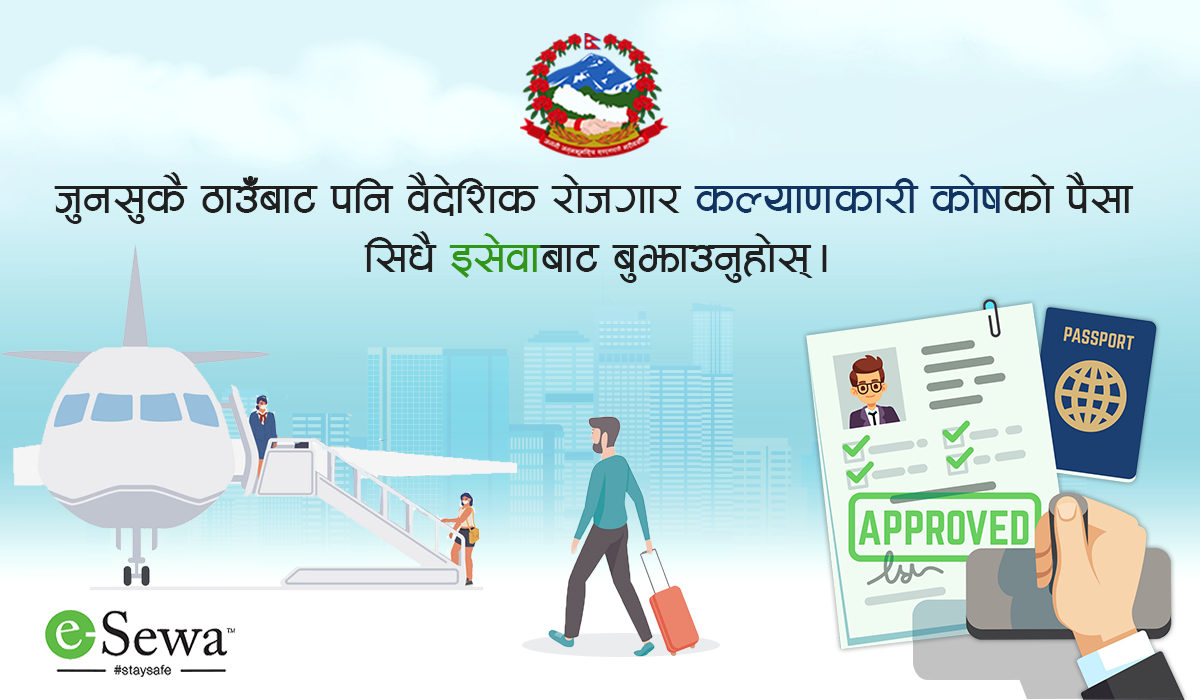 जुनसुकै ठाउँबाट पनि वैदेशिक रोजगार कल्याणकारी कोषको पैसा
सिधै इसेवाबाट बुझाउनुहोस् ।
PASSPORT
APPROVED
e-Sewa™
#staysafe